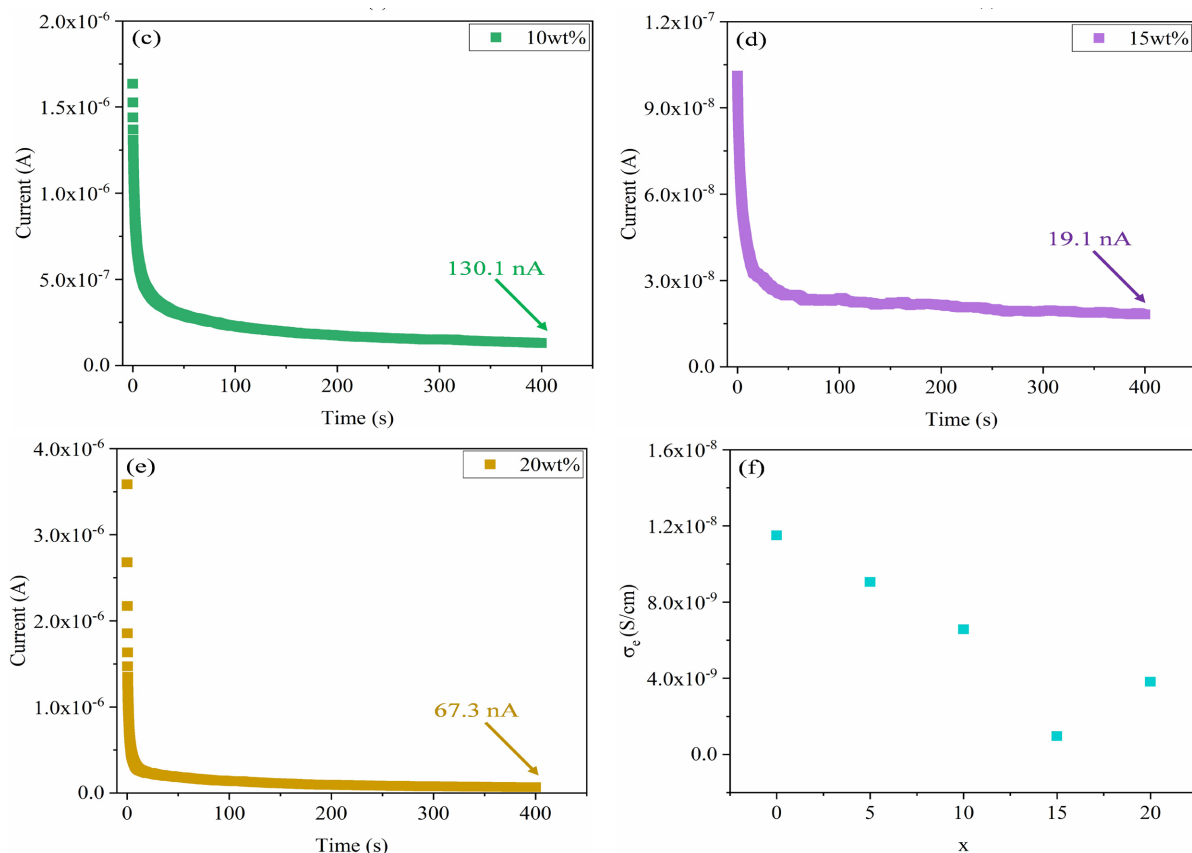 (c)
10wt%
2.0x10⁻⁶
1.5x10⁻⁶
1.0x10⁻⁶
5.0x10⁻⁷
0.0
Current (A)
130.1 nA
0 100 200 300 400
Time (s)
(d)
15wt%
1.2x10⁻⁷
9.0x10⁻⁸
6.0x10⁻⁸
3.0x10⁻⁸
0.0
Current (A)
19.1 nA
0 100 200 300 400
Time (s)
(e)
20wt%
4.0x10⁻⁶
3.0x10⁻⁶
2.0x10⁻⁶
1.0x10⁻⁶
0.0
Current (A)
67.3 nA
0 100 200 300 400
Time (s)
(f)
1.6x10⁻⁸
1.2x10⁻⁸
8.0x10⁻⁹
4.0x10⁻⁹
0.0
σₑ (S/cm)
0 5 10 15 20
x